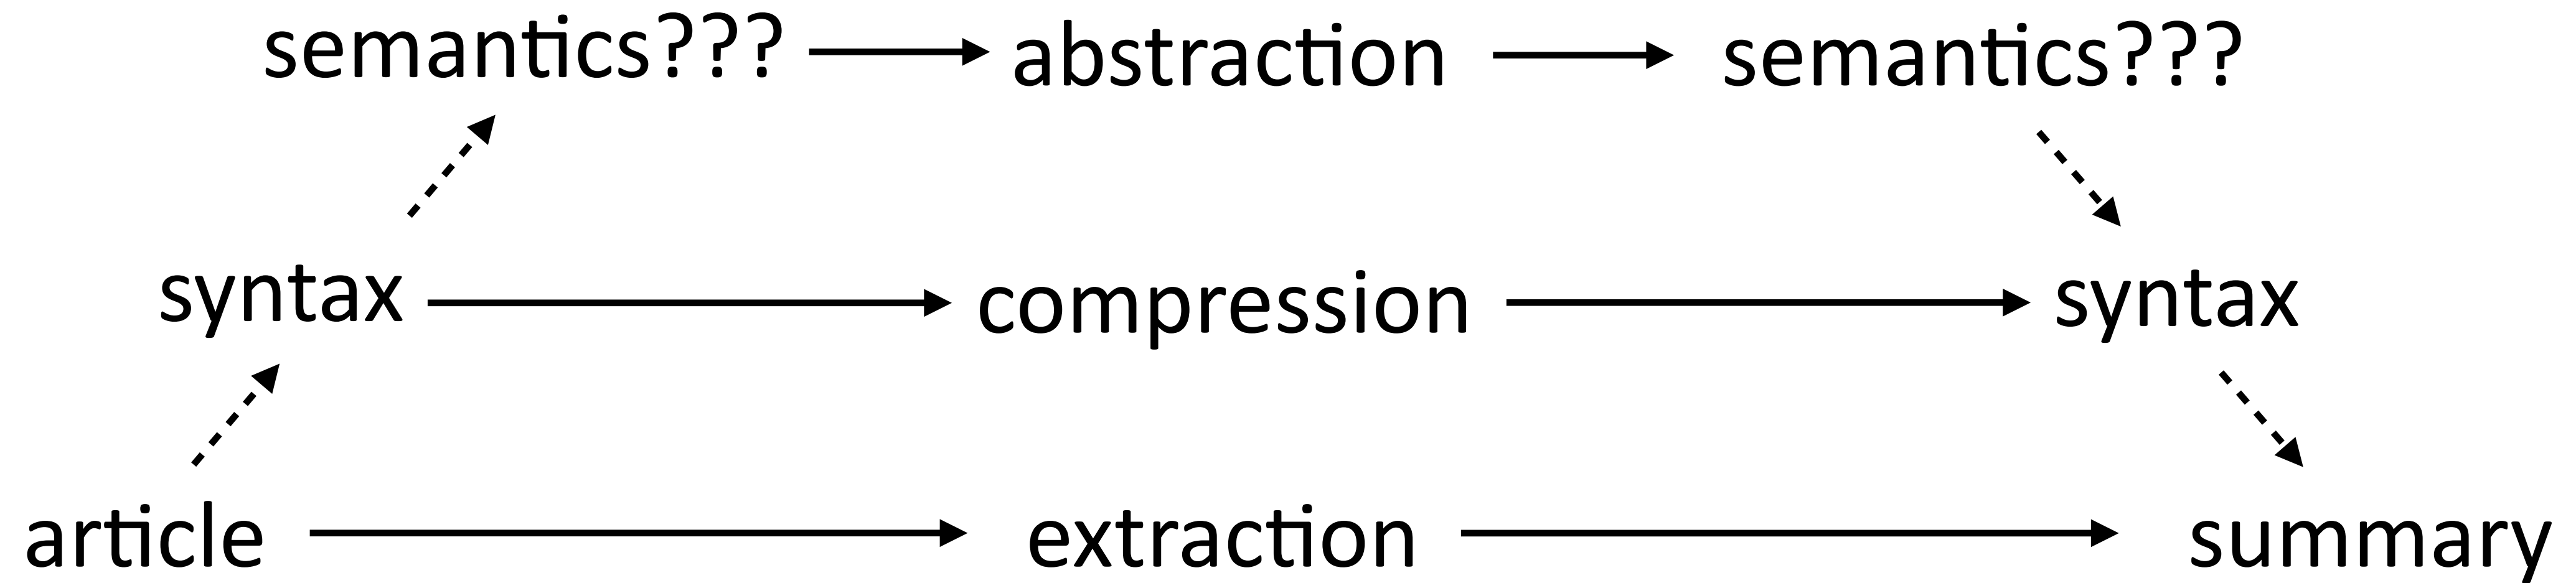 semantics??? abstraction semantics???
syntax compression syntax
article extraction summary